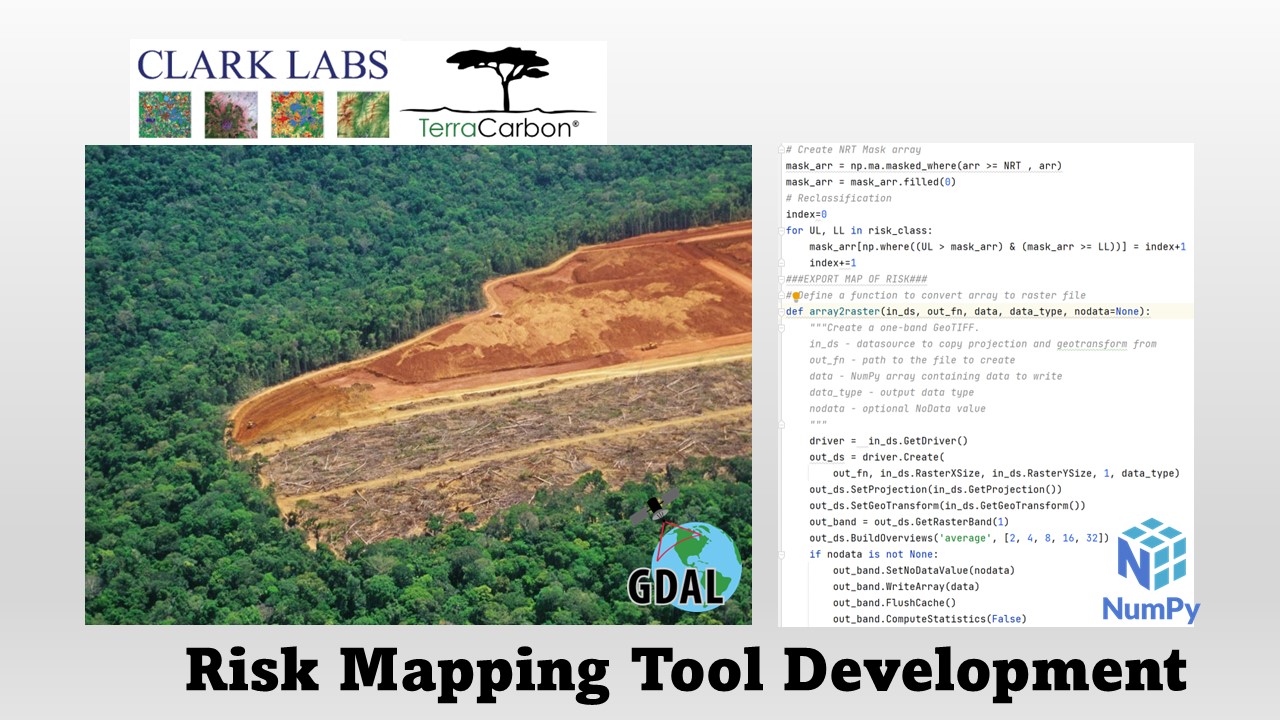 CLARK LABS
TerraCarbon®
# Create NRT Mask array
mask_arr = np.ma.masked_where(arr >= NRT , arr)
mask_arr = mask_arr.filled(0)
# Reclassification
index=0
for UL, LL in risk_class:
    mask_arr[np.where((UL > mask_arr) & (mask_arr >= LL))] = index+1
    index+=1
###EXPORT MAP OF RISK###
# Define a function to convert array to raster file
def array2raster(in_ds, out_fn, data, data_type, nodata=None):
    """Create a one-band GeoTIFF.
    in_ds - datasource to copy projection and geotransform from
    out_fn - path to the file to create
    data - NumPy array containing data to write
    data_type - output data type
    nodata - optional NoData value
    """
    driver =  in_ds.GetDriver()
    out_ds = driver.Create(
        out_fn, in_ds.RasterXSize, in_ds.RasterYSize, 1, data_type)
    out_ds.SetProjection(in_ds.GetProjection())
    out_ds.SetGeoTransform(in_ds.GetGeoTransform())
    out_band = out_ds.GetRasterBand(1)
    out_ds.BuildOverviews('average', [2, 4, 8, 16, 32])
    if nodata is not None:
        out_band.SetNoDataValue(nodata)
        out_band.WriteArray(data)
        out_band.FlushCache()
        out_band.ComputeStatistics(False)
GDAL
NumPy
Risk Mapping Tool Development